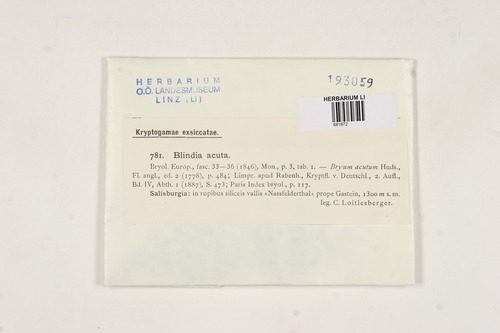 HERBARIUM
O.Ö. LANDESMUSEUM
LINZ (LI)
193059
HERBARIUM LI
Kryptogamae exsiccatae.
781. Blindia acuta.
Bryol. Europ., fasc. 33—36 (1846), Mon., p. 3, tab. 1. — Bryum acutum Huds.,
Fl. angl., ed. 2 (1778), p. 484; Limpr. apud Rabenh., Kryptfl. v. Deutschl., 2. Aufl.,
Bd. IV, Abth. 1 (1887), S. 473; Paris Index bryol., p. 117.
Salisburgia: in rupibus siliceis vallis »Nassfelderthal« prope Gastein, 1300 m s. m.
leg. C. Loitlesberger.